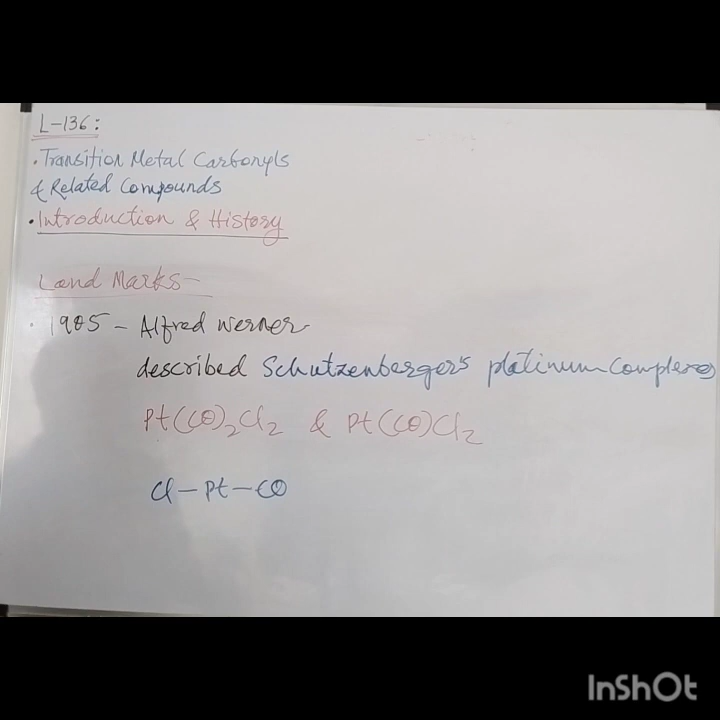 L-136:
• Transition Metal Carbonyls
& Related Compounds
• Introduction & History
Land Marks-
• 1905 - Alfred Werner
described Schutzenberger's platinum Complexes
Pt(CO)2Cl2 & Pt(CO)Cl2
Cl-Pt-CO
InShOt